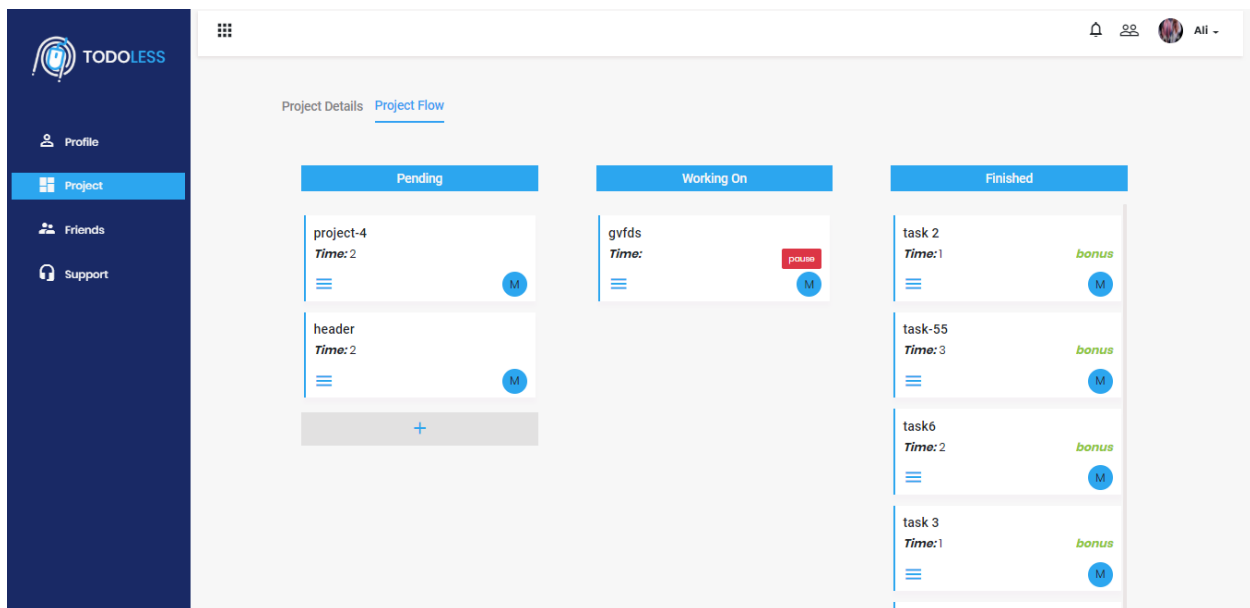 TODOLESS
Ali
Profile
Project
Friends
Support
Project Details Project Flow
Pending
project-4
Time: 2
M
header
Time: 2
M
+
Working On
gvfds
Time:
pause
M
Finished
task 2
Time: 1 bonus
M
task-55
Time: 3 bonus
M
task6
Time: 2 bonus
M
task 3
Time: 1 bonus
M